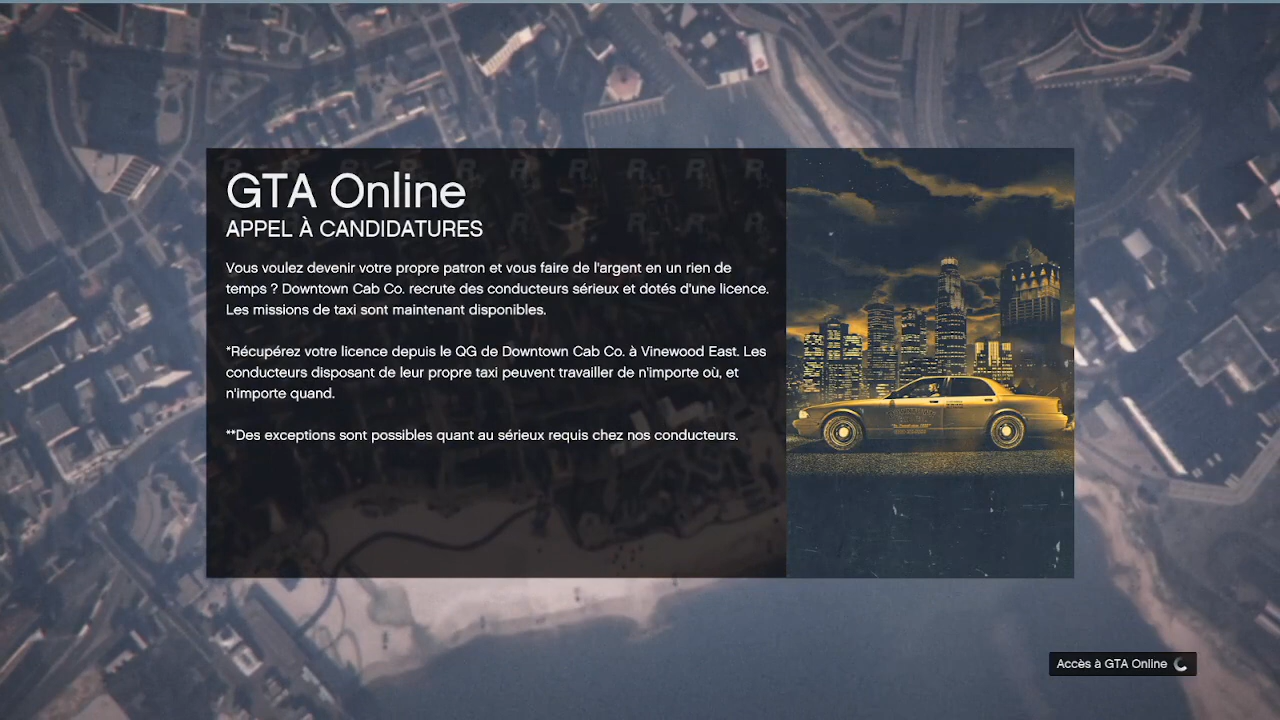 GTA Online
APPEL À CANDIDATURES
Vous voulez devenir votre propre patron et vous faire de l'argent en un rien de
temps ? Downtown Cab Co. recrute des conducteurs sérieux et dotés d'une licence.
Les missions de taxi sont maintenant disponibles.
*Récupérez votre licence depuis le QG de Downtown Cab Co. à Vinewood East. Les
conducteurs disposant de leur propre taxi peuvent travailler de n'importe où, et
n'importe quand.
**Des exceptions sont possibles quant au sérieux requis chez nos conducteurs.
Accès à GTA Online